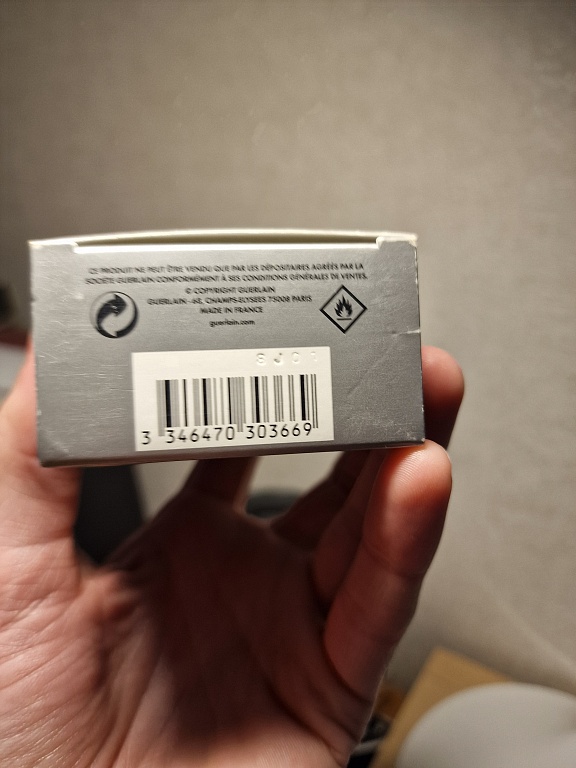 CE PRODUIT NE PEUT ÊTRE VENDU QUE PAR LES DÉPOSITAIRES AGRÉÉS PAR LA
SOCIÉTÉ GUERLAIN CONFORMÉMENT À SES CONDITIONS GÉNÉRALES DE VENTES.
© COPYRIGHT GUERLAIN
GUERLAIN - 68, CHAMPS-ELYSEES 75008 PARIS
MADE IN FRANCE
guerlain.com
3 346470 303669